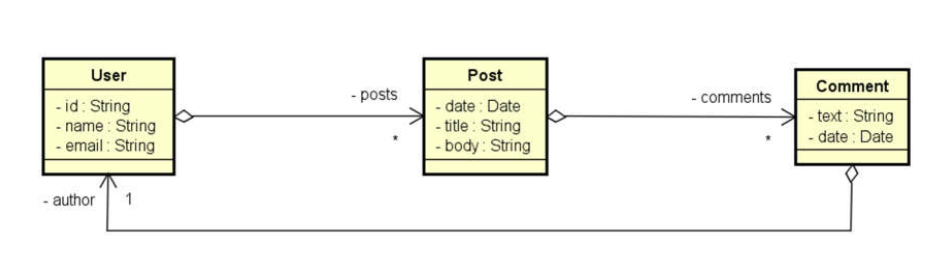 User
- id : String
- name : String
- email : String
- posts
*
Post
- date : Date
- title : String
- body : String
- comments
*
Comment
- text : String
- date : Date
- author
1